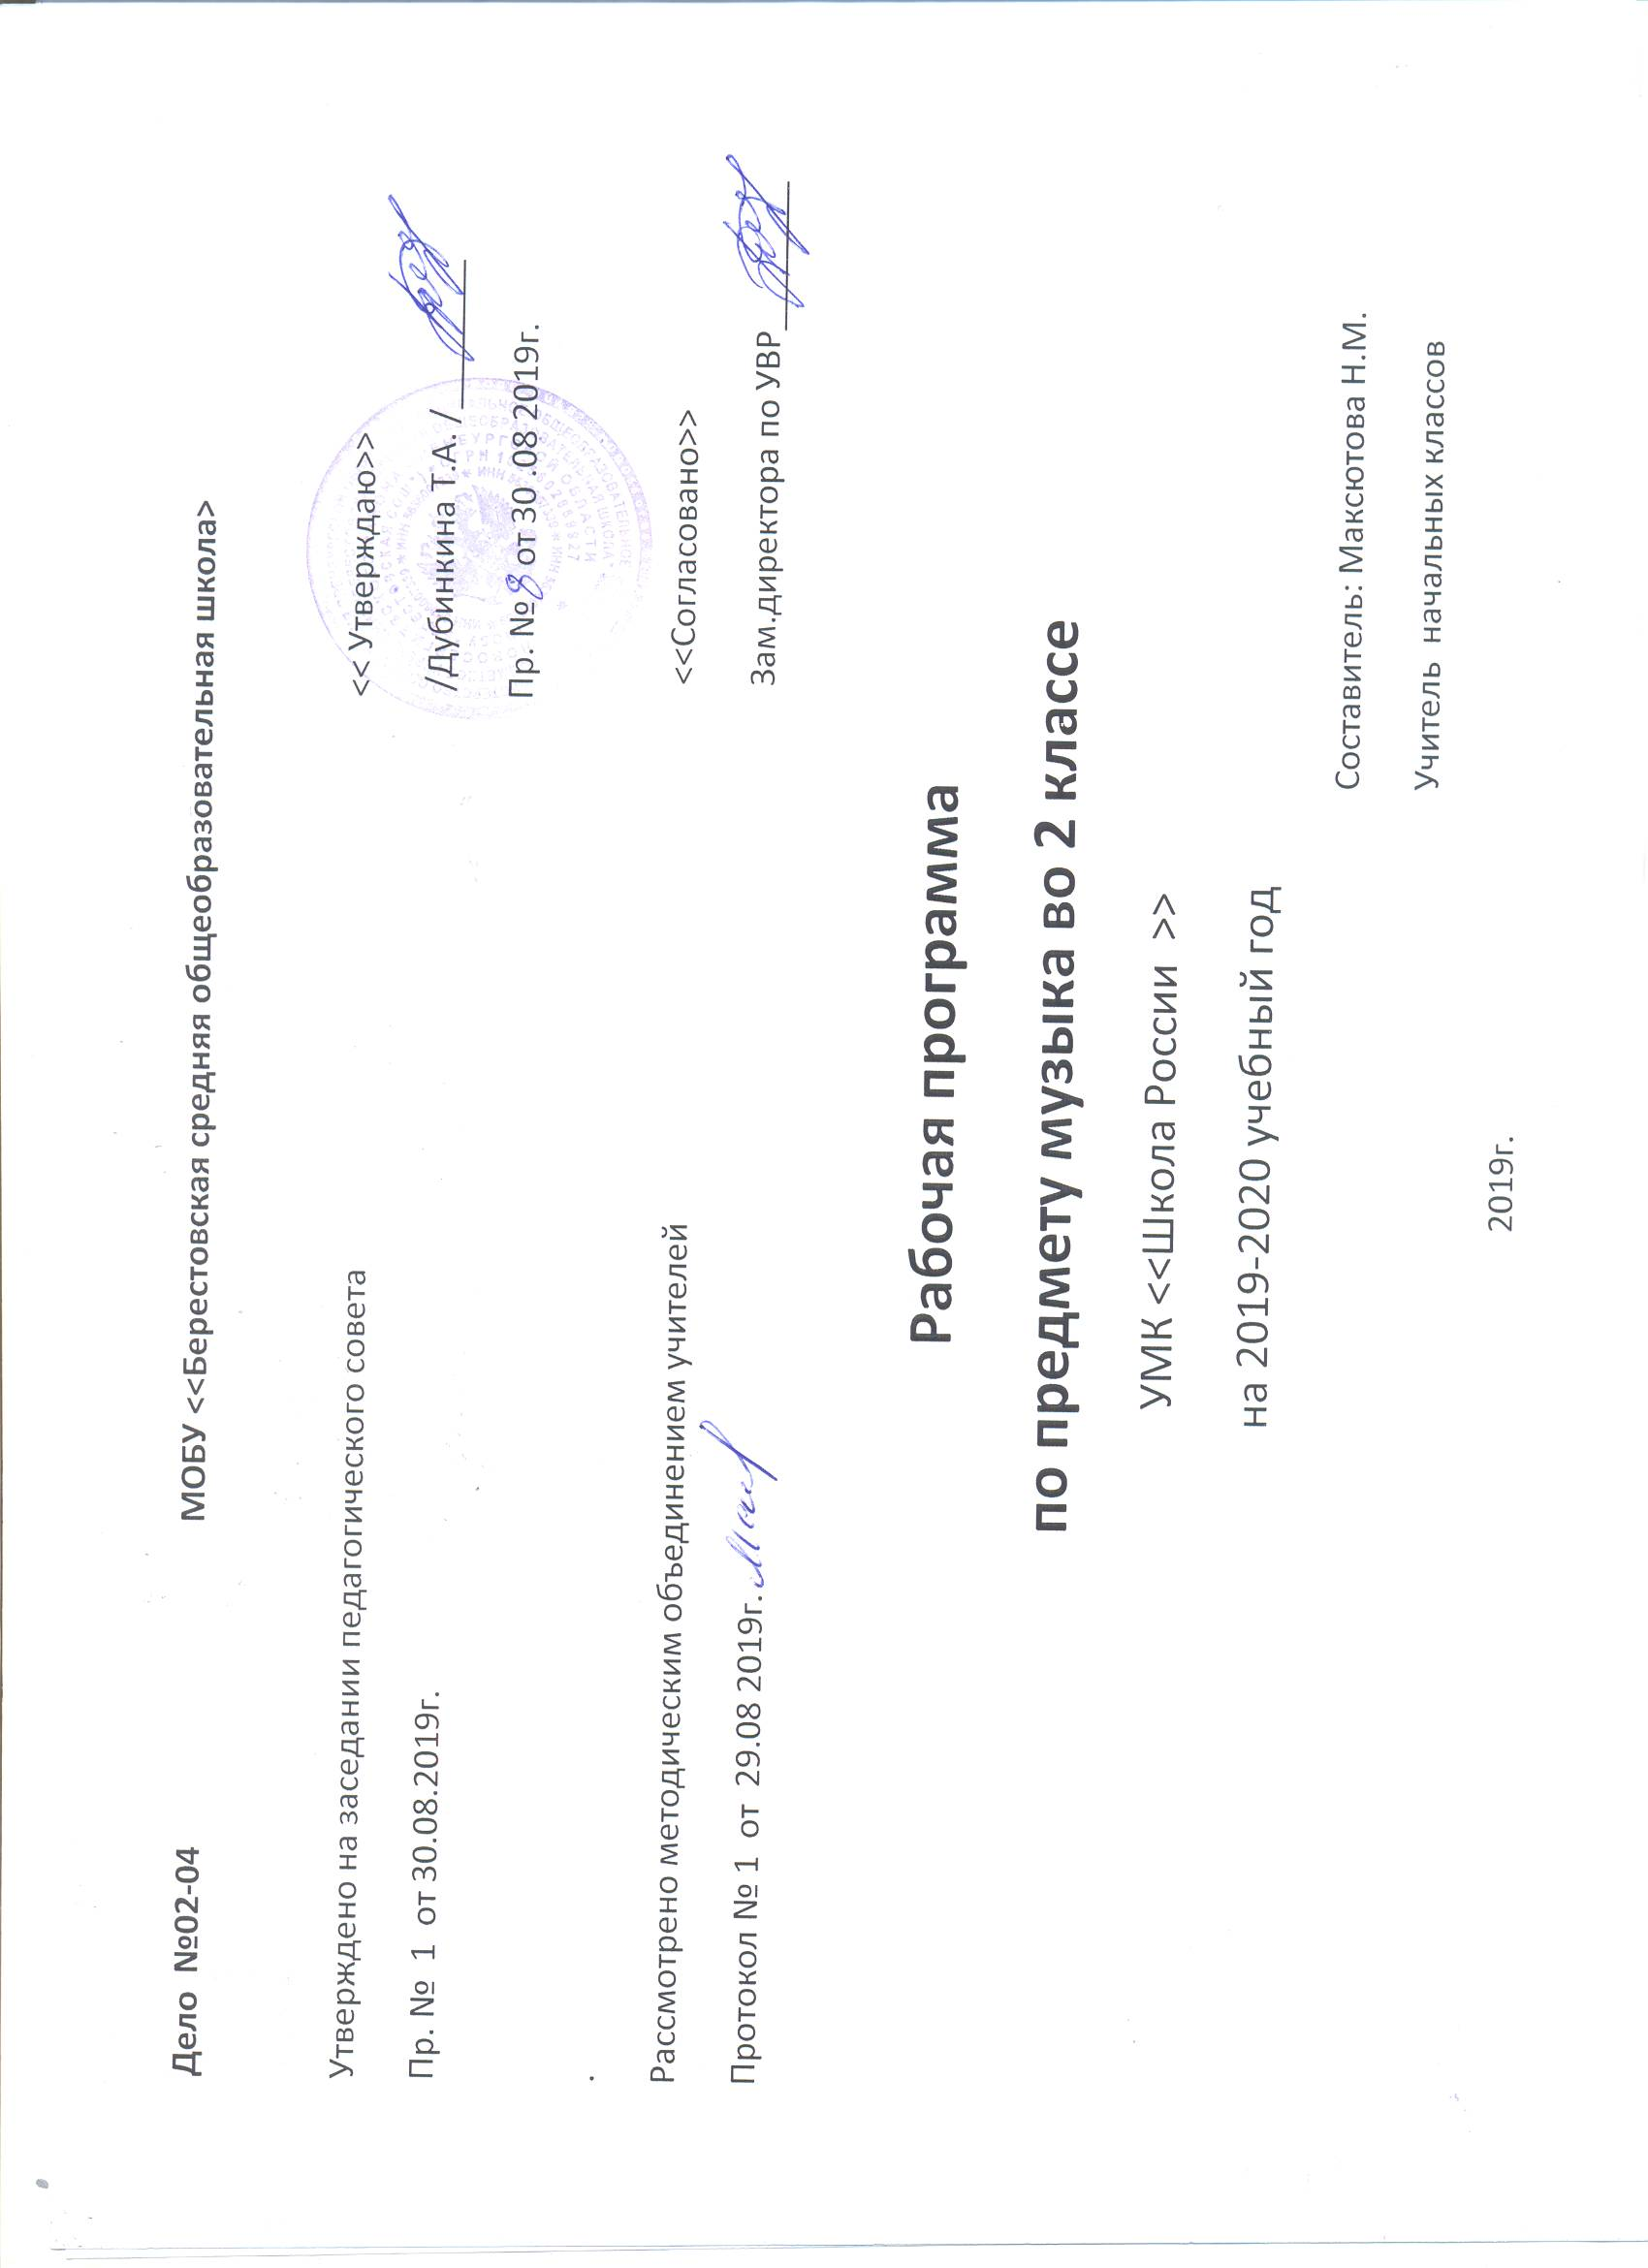 Дело №02-04 МОБУ <<Берестовская средняя общеобразовательная школа>
Утверждено на заседании педагогического совета << Утверждаю>>
/Дубинкина Т.А. /
Пр. № 1 от 30.08.2019г. Пр. №8 от 30 .08 2019г.
.
Рассмотрено методическим объединением учителей <<Согласовано>>
Протокол № 1 от 29.08 2019г. Зам.директора по УВР
Рабочая программа
по предмету музыка во 2 классе
УМК <<Школа России >>
на 2019-2020 учебный год
Составитель: Максютова Н.М.
Учитель начальных классов
2019г.